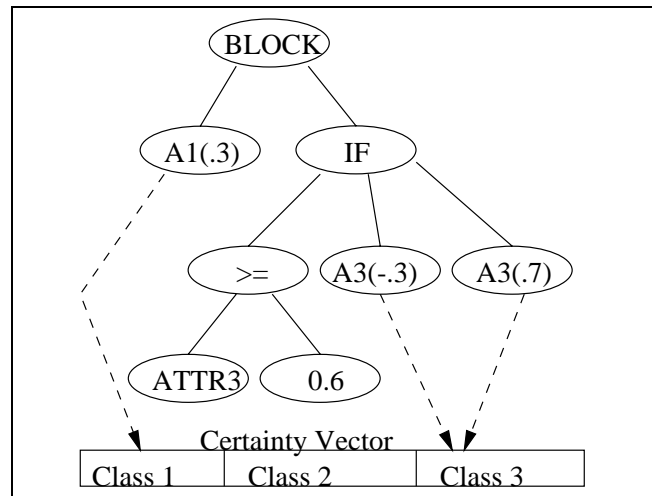 BLOCK
A1(.3) IF
>= A3(-.3) A3(.7)
ATTR3 0.6
Certainty Vector
Class 1 Class 2 Class 3